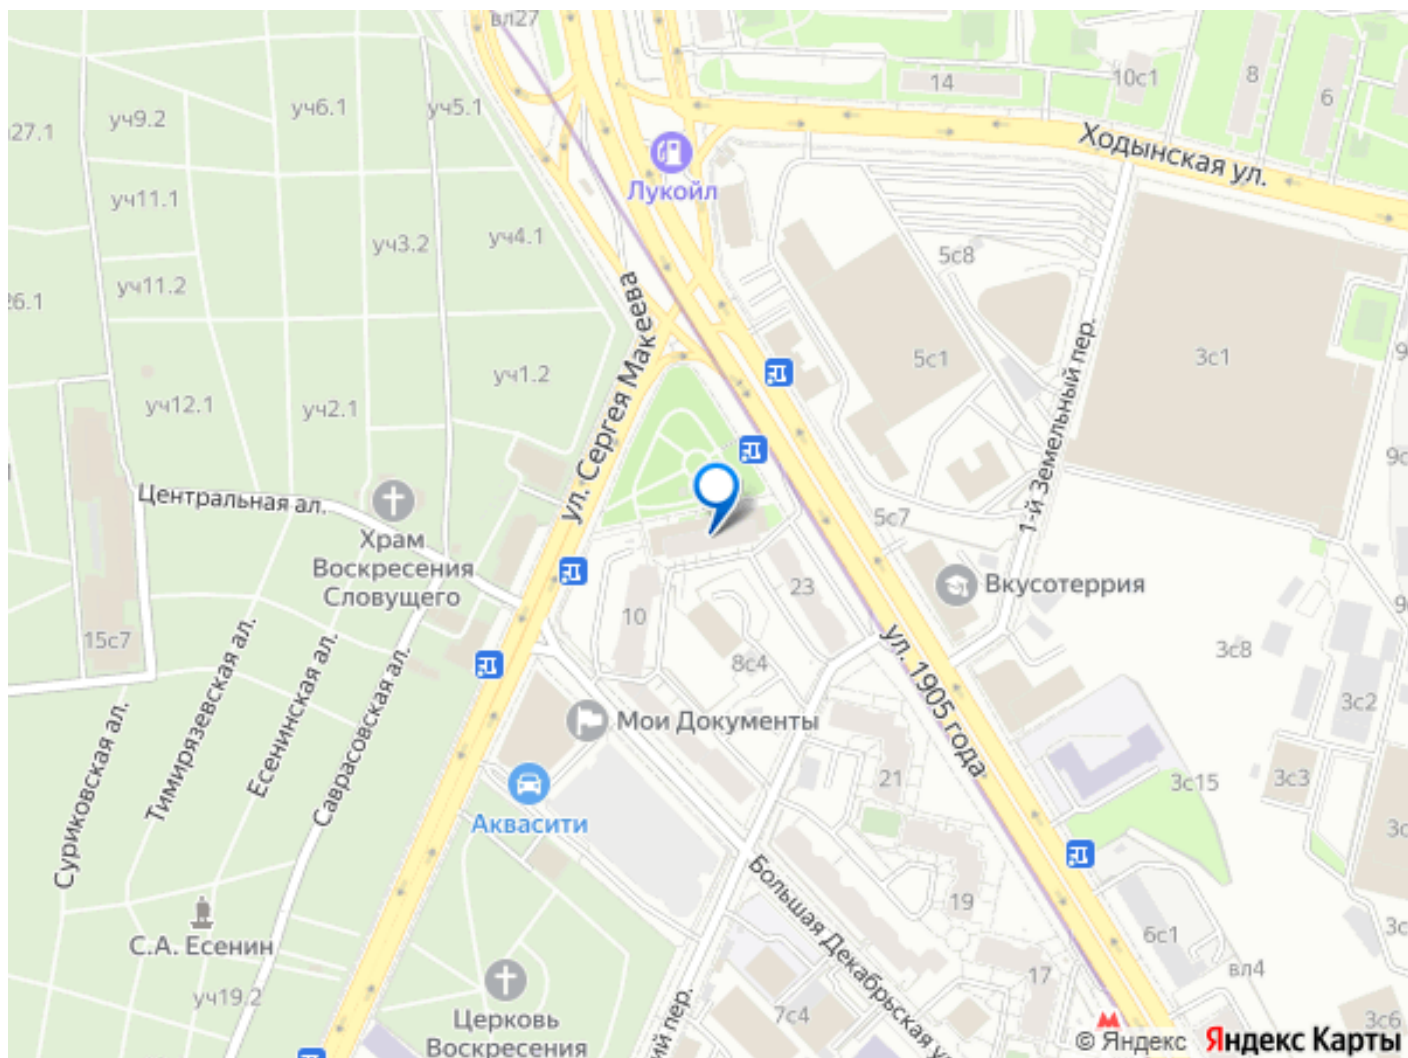 вл27
14
10с1
8
6
27.1
уч9.2
уч6.1
уч5.1
Лукойл
Ходынская ул.
уч11.1
уч3.2
уч4.1
5с8
26.1
уч11.2
ул. Сергея Макеева
1-й Земельный пер.
5с1
3с1
уч12.1
уч2.1
уч1.2
Центральная ал.
Храм
Воскресения
Словущего
5с7
Вкусотеррия
23
10
15с7
8с4
ул. 1905 года
3с8
3с2
Суриковская ал.
Тимирязевская ал.
Есенинская ал.
Саврасовская ал.
Мои Документы
21
3с15
3с3
Аквасити
Большая Декабрьская у
19
С.А. Есенин
6с1
вл4
17
уч19.2
7с4
3с6
Церковь
Воскресения
ий пер.
© Яндекс Яндекс Карты